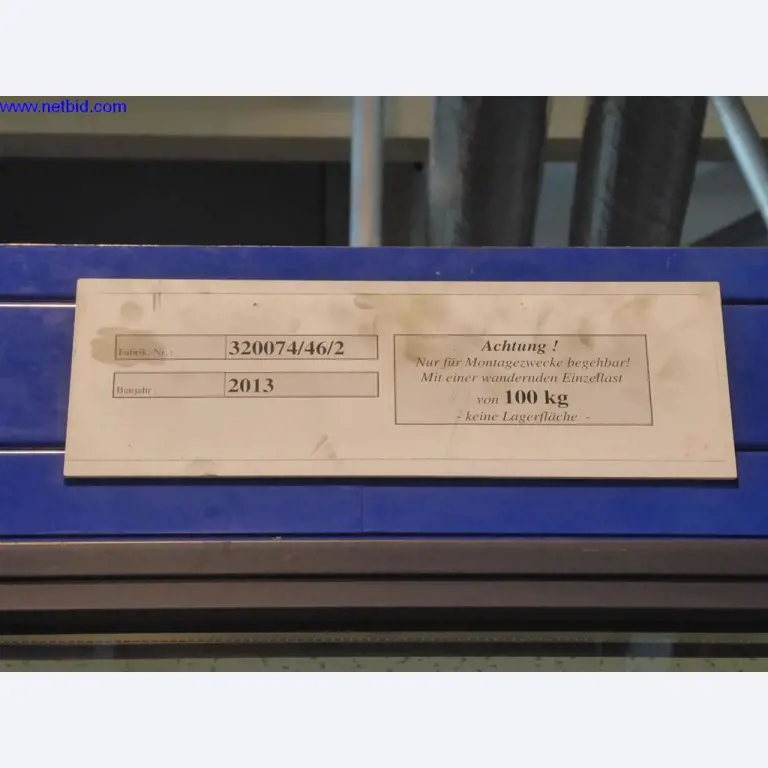 www.netbid.com
Fabrik.-Nr. : 320074/46/2
Baujahr : 2013
Achtung !
Nur für Montagezwecke begehbar!
Mit einer wandernden Einzellast
von 100 kg
- keine Lagerfläche -